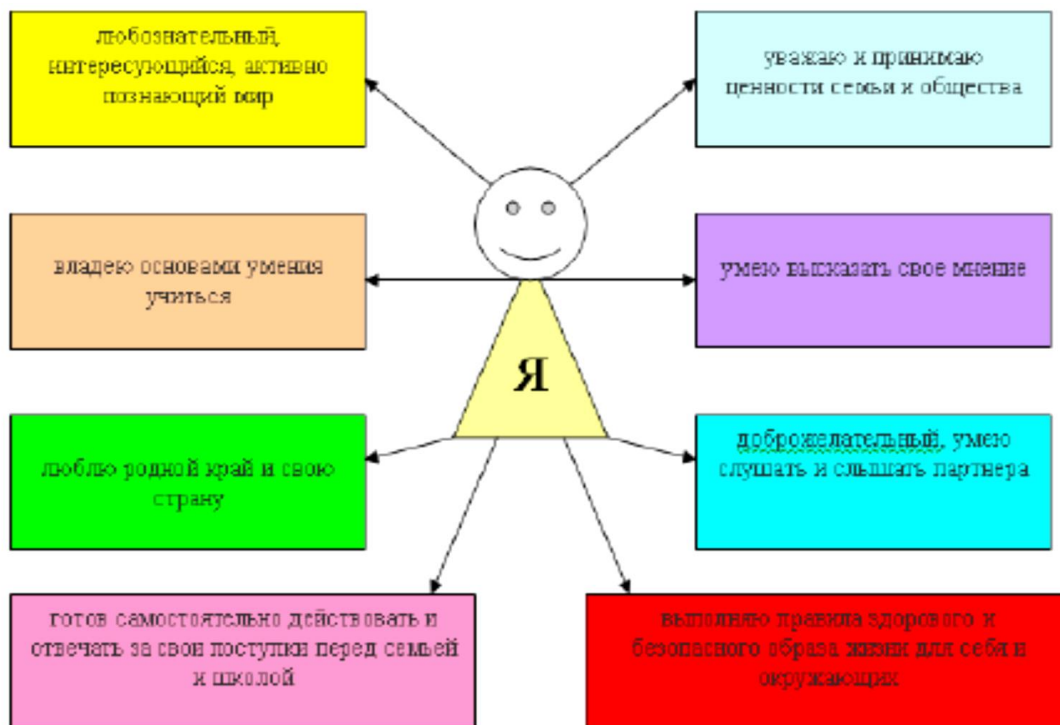 любознательный,
интересующийся, активно
познающий мир
уважаю и принимаю
ценности семьи и общества
владею основами умения
учиться
умею высказать свое мнение
Я
люблю родной край и свою
страну
доброжелательный, умею
слушать и слышать партнера
готов самостоятельно действовать и
отвечать за свои поступки перед семьей
и школой
выполняю правила здорового и
безопасного образа жизни для себя и
окружающих